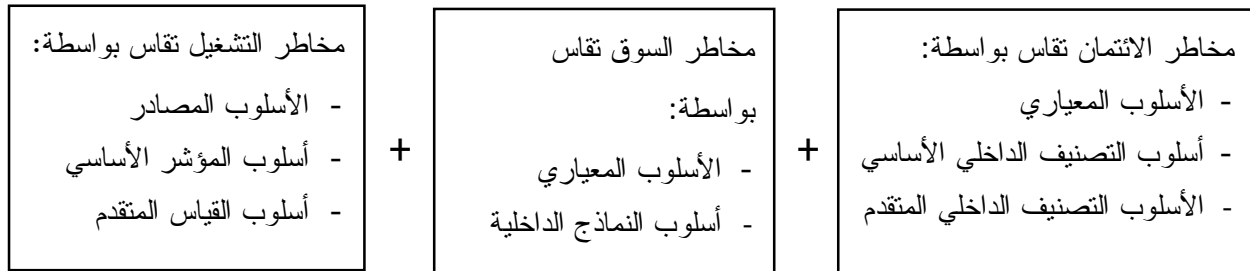 مخاطر الائتمان تقاس بواسطة:
- الأسلوب المعياري
- أسلوب التصنيف الداخلي الأساسي
- الأسلوب التصنيف الداخلي المتقدم
+
مخاطر السوق تقاس
بواسطة:
- الأسلوب المعياري
- أسلوب النماذج الداخلية
+
مخاطر التشغيل تقاس بواسطة:
- الأسلوب المصادر
- أسلوب المؤشر الأساسي
- أسلوب القياس المتقدم